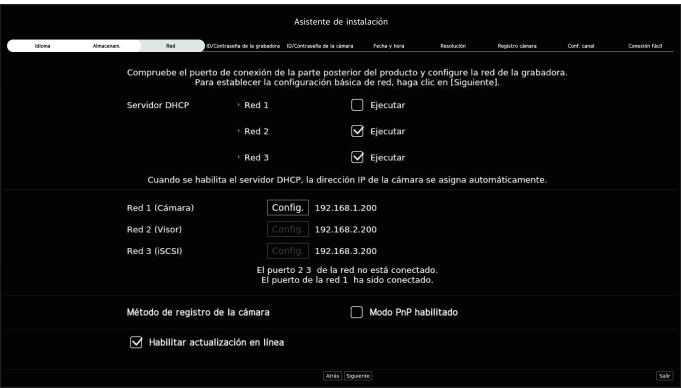 Asistente de instalación
Idioma Almacenam. Red ID/Contraseña de la grabadora ID/Contraseña de la cámara Fecha y hora Resolución Registro cámara Conf. canal Conexión fácil
Compruebe el puerto de conexión de la parte posterior del producto y configure la red de la grabadora.
Para establecer la configuración básica de red, haga clic en [Siguiente].
Servidor DHCP Red 1 Ejecutar
Red 2 Ejecutar
Red 3 Ejecutar
Cuando se habilita el servidor DHCP, la dirección IP de la cámara se asigna automáticamente.
Red 1 (Cámara) Config. 192.168.1.200
Red 2 (Visor) Config. 192.168.2.200
Red 3 (iSCSI) Config. 192.168.3.200
El puerto 2 3 de la red no está conectado.
El puerto de la red 1 ha sido conectado.
Método de registro de la cámara Modo PnP habilitado
Habilitar actualización en línea
Atrás Siguiente Salir